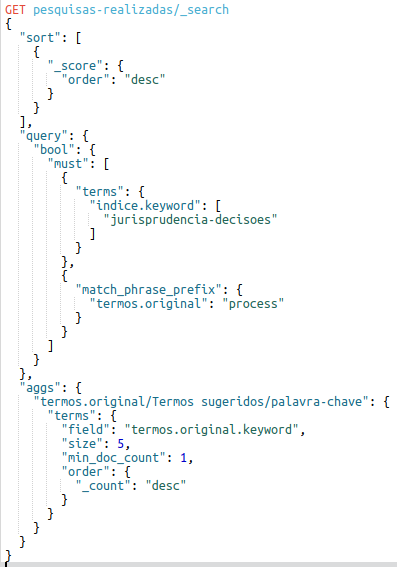 GET pesquisas-realizadas/_search
{
  "sort": [
    {
      "_score": {
        "order": "desc"
      }
    }
  ],
  "query": {
    "bool": {
      "must": [
        {
          "terms": {
            "indice.keyword": [
              "jurisprudencia-decisoes"
            ]
          }
        },
        {
          "match_phrase_prefix": {
            "termos.original": "process"
          }
        }
      ]
    }
  },
  "aggs": {
    "termos.original/Termos sugeridos/palavra-chave": {
      "terms": {
        "field": "termos.original.keyword",
        "size": 5,
        "min_doc_count": 1,
        "order": {
          "_count": "desc"
        }
      }
    }
  }
}